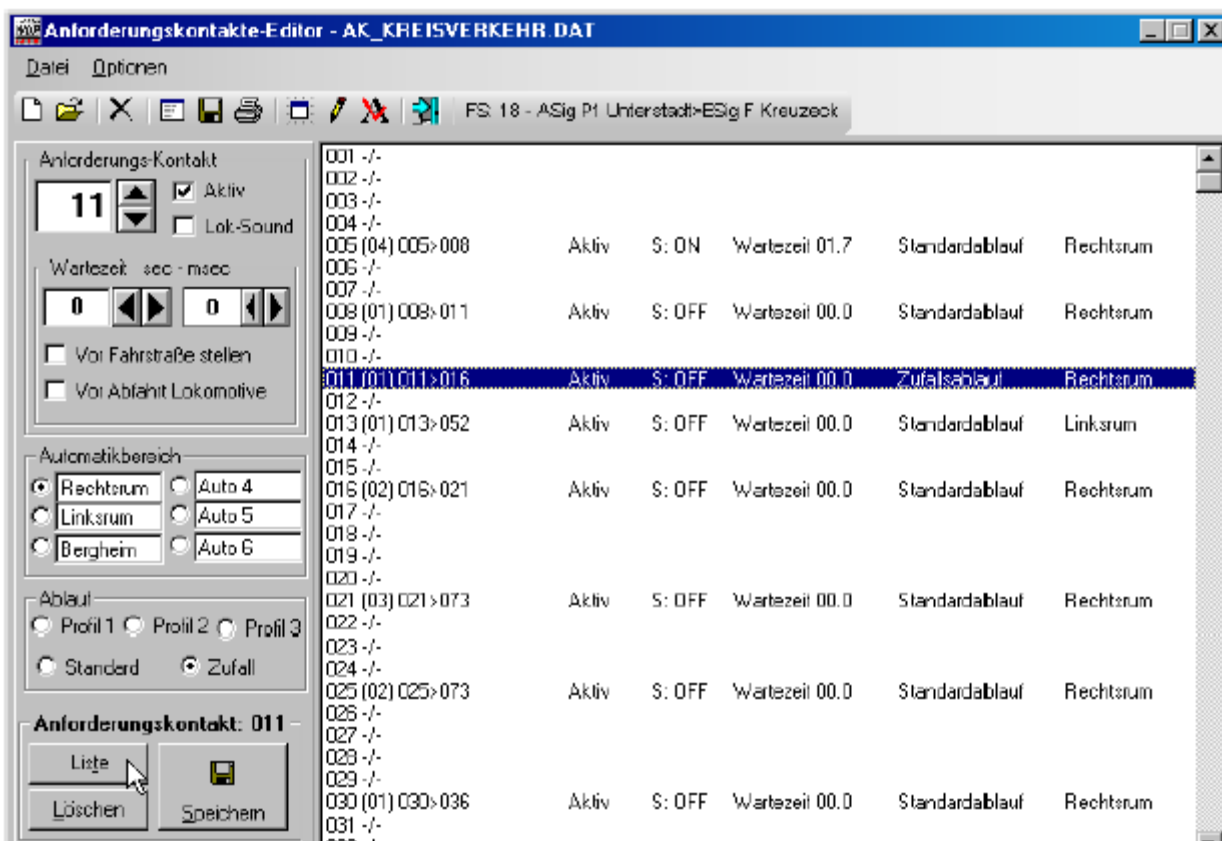 Anforderungskontakte-Editor - AK_KREISVERKEHR.DAT
Datei Optionen
FS: 18 - ASig P1 Unterstadt>ESig F Kreuzeck
Anforderungs-Kontakt
11
Aktiv
Lok-Sound
Wartezeit sec - msec
0 0
Vor Fahrstraße stellen
Vor Abfahrt Lokomotive
Automatikbereich
Rechtsrum Auto 4
Linksrum Auto 5
Bergheim Auto 6
Ablauf
Profil 1 Profil 2 Profil 3
Standard Zufall
Anforderungskontakt: 011
Liste
Löschen
Speichern
001 -/-
002 -/-
003 -/-
004 -/-
005 (04) 005>008 Aktiv S: ON Wartezeit 01.7 Standardablauf Rechtsrum
006 -/-
007 -/-
008 (01) 008>011 Aktiv S: OFF Wartezeit 00.0 Standardablauf Rechtsrum
009 -/-
010 -/-
011 (01) 011>016 Aktiv S: OFF Wartezeit 00.0 Zufallsablauf Rechtsrum
012 -/-
013 (01) 013>052 Aktiv S: OFF Wartezeit 00.0 Standardablauf Linksrum
014 -/-
015 -/-
016 (02) 016>021 Aktiv S: OFF Wartezeit 00.0 Standardablauf Rechtsrum
017 -/-
018 -/-
019 -/-
020 -/-
021 (03) 021>073 Aktiv S: OFF Wartezeit 00.0 Standardablauf Rechtsrum
022 -/-
023 -/-
024 -/-
025 (02) 025>073 Aktiv S: OFF Wartezeit 00.0 Standardablauf Rechtsrum
026 -/-
027 -/-
028 -/-
029 -/-
030 (01) 030>036 Aktiv S: OFF Wartezeit 00.0 Standardablauf Rechtsrum
031 -/-